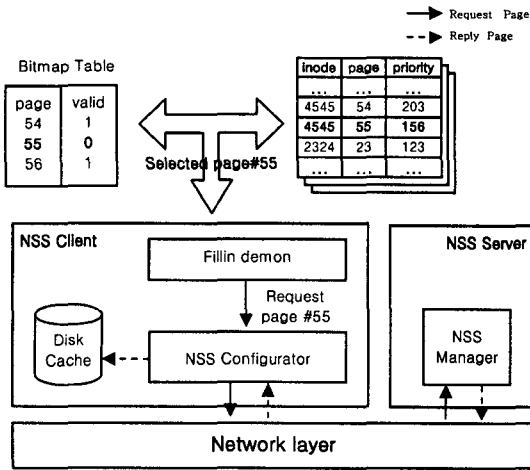 Request Page
Reply Page
Bitmap Table
page valid
54 1
55 0
56 1
inode page priority
... ... ...
4545 54 203
4545 55 156
2324 23 123
... ... ...
Selected page#55
NSS Client
Fillin demon
Request
page #55
Disk
Cache
NSS Configurator
NSS Server
NSS
Manager
Network layer